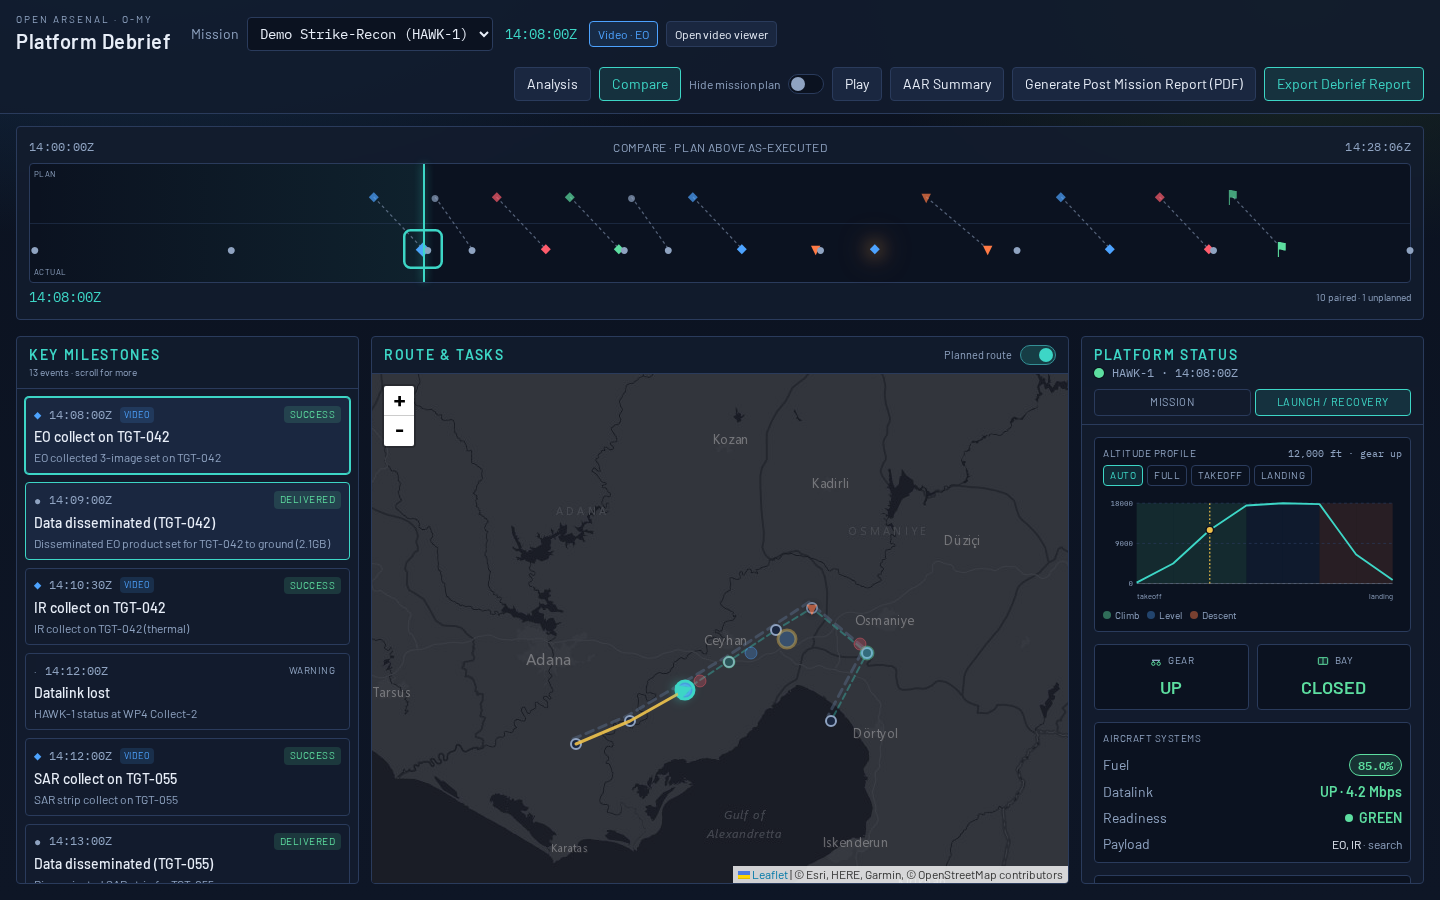 OPEN ARSENAL · O-MY
Platform Debrief
Mission
Demo Strike-Recon (HAWK-1)
14:08:00Z
Video · EO
Open video viewer
Analysis
Compare
Hide mission plan
Play
AAR Summary
Generate Post Mission Report (PDF)
Export Debrief Report
14:00:00Z
COMPARE · PLAN ABOVE AS-EXECUTED
14:28:06Z
PLAN
ACTUAL
14:08:00Z
10 paired · 1 unplanned
KEY MILESTONES
13 events · scroll for more
14:08:00Z VIDEO SUCCESS
EO collect on TGT-042
EO collected 3-image set on TGT-042
14:09:00Z DELIVERED
Data disseminated (TGT-042)
Disseminated EO product set for TGT-042 to ground (2.1GB)
14:10:30Z VIDEO SUCCESS
IR collect on TGT-042
IR collect on TGT-042 (thermal)
14:12:00Z WARNING
Datalink lost
HAWK-1 status at WP4 Collect-2
14:12:00Z VIDEO SUCCESS
SAR collect on TGT-055
SAR strip collect on TGT-055
14:13:00Z DELIVERED
Data disseminated (TGT-055)
ROUTE & TASKS
Planned route
+
-
Kozan
Kadirli
ADANA
OSMANIYE
Düziçi
Osmaniye
Ceyhan
Adana
Tarsus
Dörtyol
Gulf of
Alexandretta
Karatas
Iskenderun
Leaflet | © Esri, HERE, Garmin, © OpenStreetMap contributors
PLATFORM STATUS
HAWK-1 · 14:08:00Z
MISSION
LAUNCH / RECOVERY
ALTITUDE PROFILE
12,000 ft · gear up
AUTO
FULL
TAKEOFF
LANDING
18000
9000
0
takeoff
landing
Climb
Level
Descent
GEAR
UP
BAY
CLOSED
AIRCRAFT SYSTEMS
Fuel 85.0%
Datalink UP · 4.2 Mbps
Readiness GREEN
Payload EO, IR · search